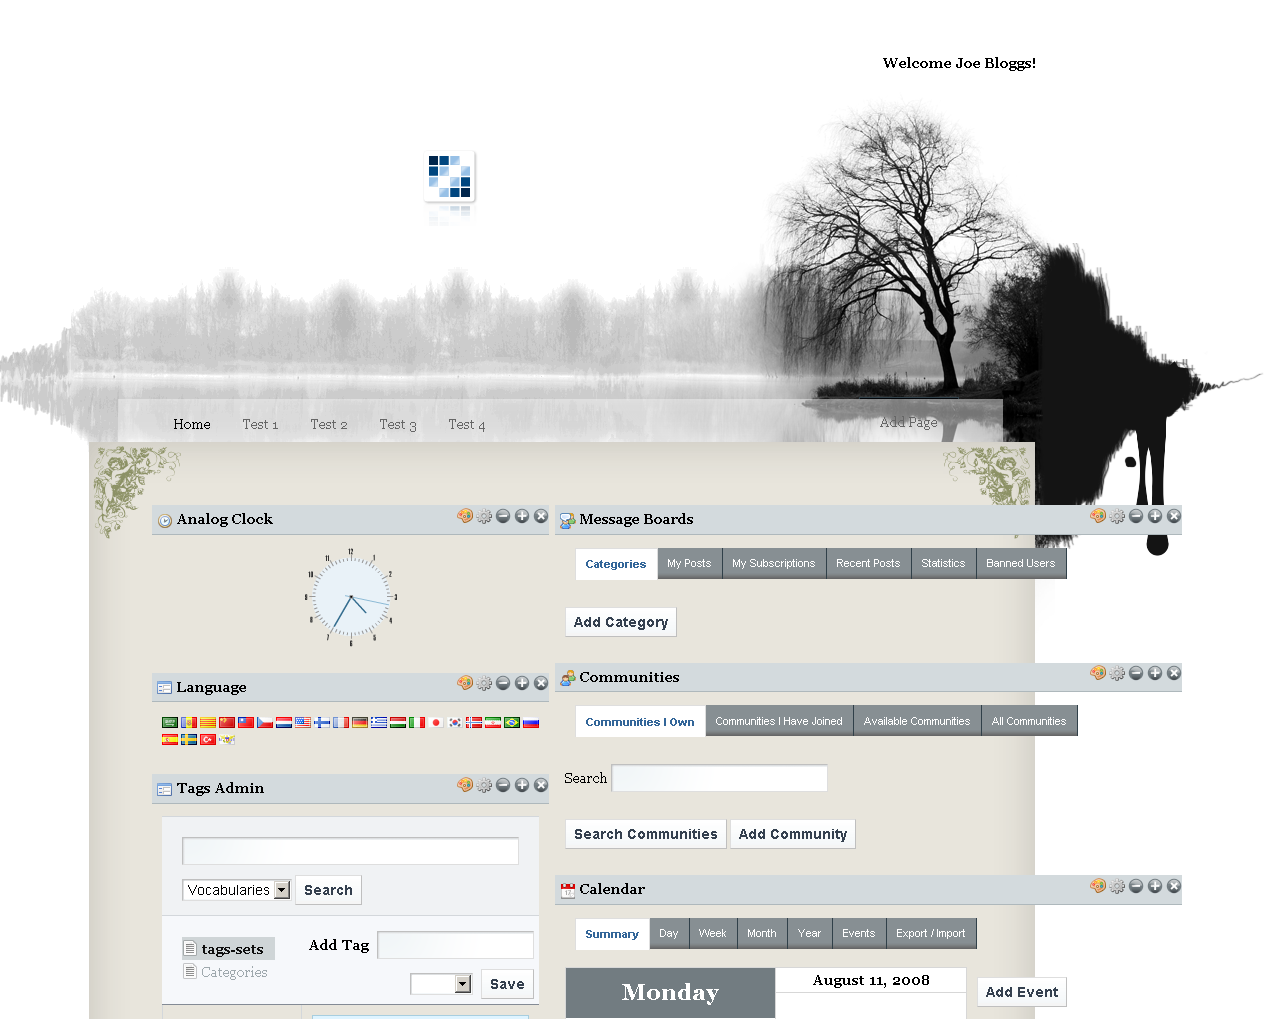 Welcome Joe Bloggs!
Home Test 1 Test 2 Test 3 Test 4 Add Page
Analog Clock
Language
Tags Admin
Vocabularies Search
tags-sets
Categories
Add Tag
Save
Message Boards
Categories My Posts My Subscriptions Recent Posts Statistics Banned Users
Add Category
Communities
Communities I Own Communities I Have Joined Available Communities All Communities
Search
Search Communities Add Community
Calendar
Summary Day Week Month Year Events Export / Import
Monday
August 11, 2008
Add Event